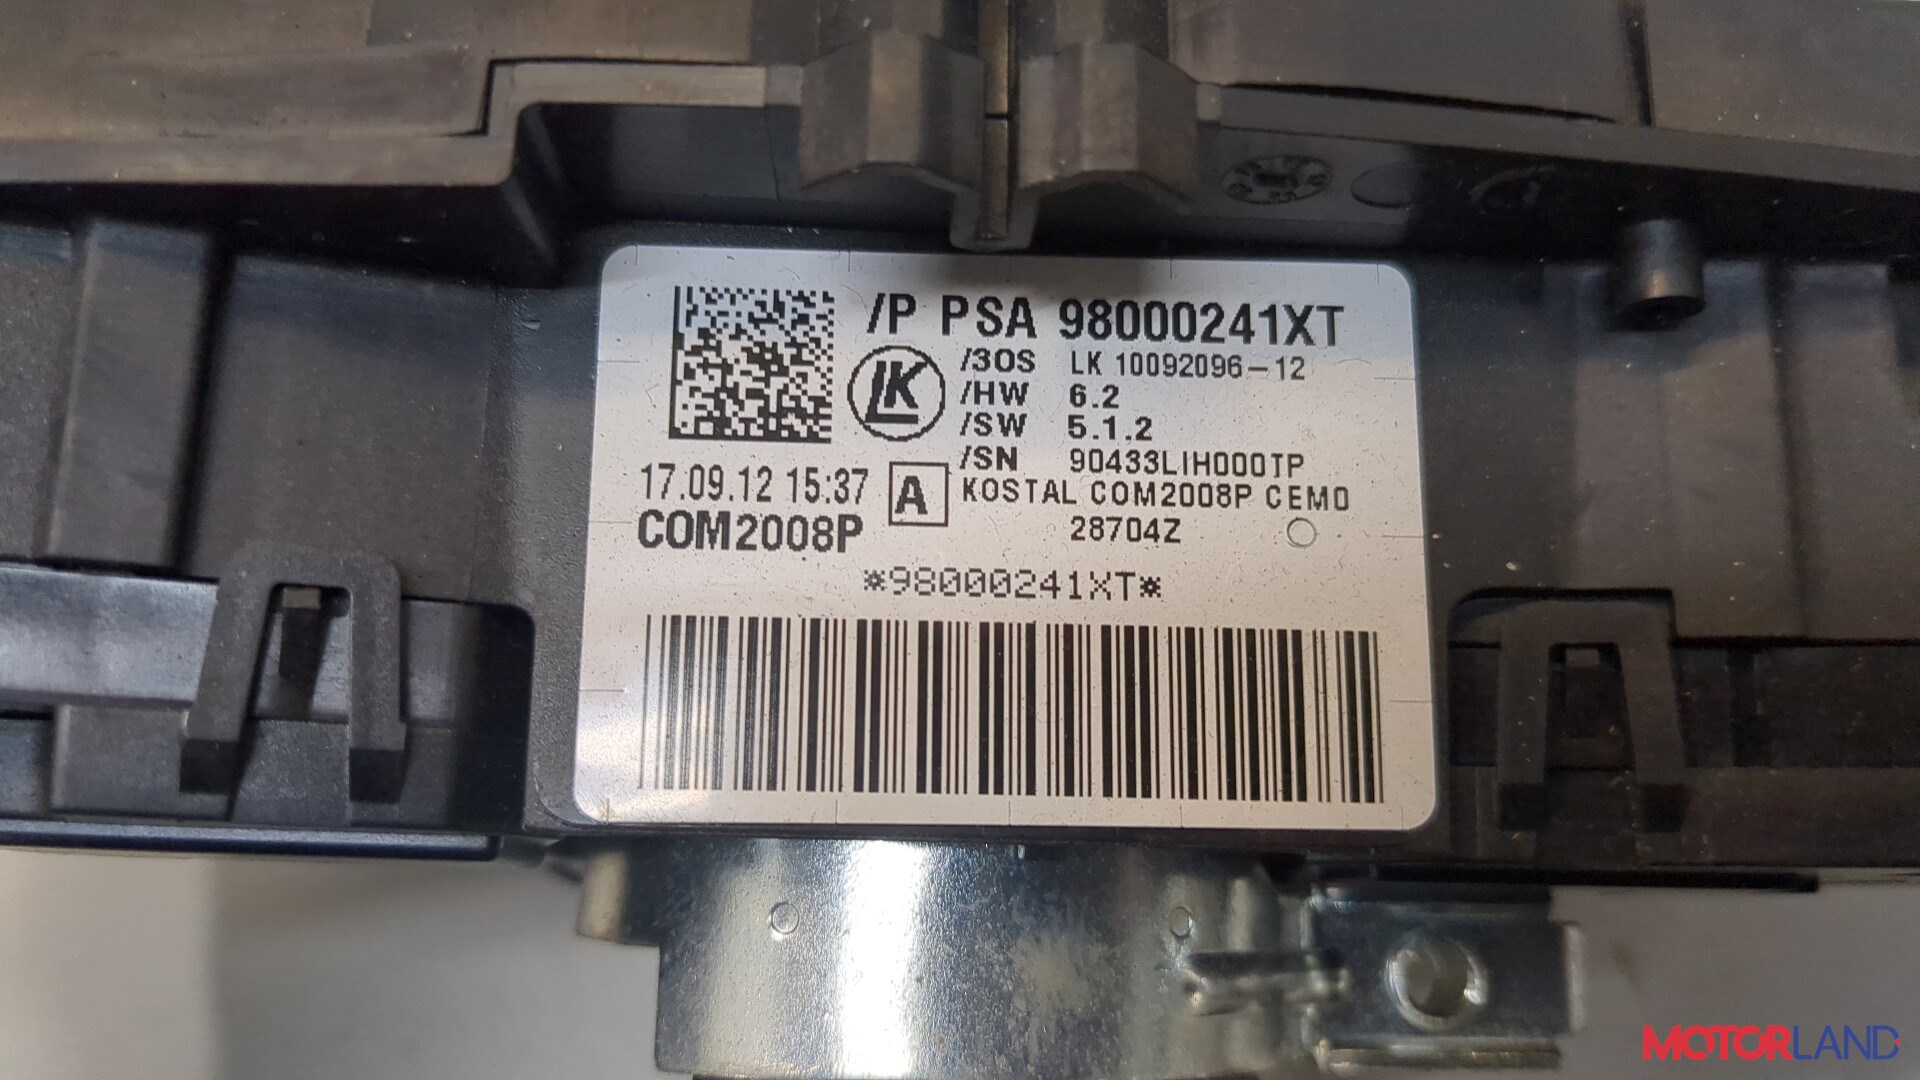 /P PSA 98000241XT
LK
/3OS LK 10092096-12
/HW 6.2
/SW 5.1.2
/SN 90433LIH000TP
17.09.12 15:37
A
KOSTAL COM2008P CEMO
COM2008P
28704Z
*98000241XT*
MOTORLAND